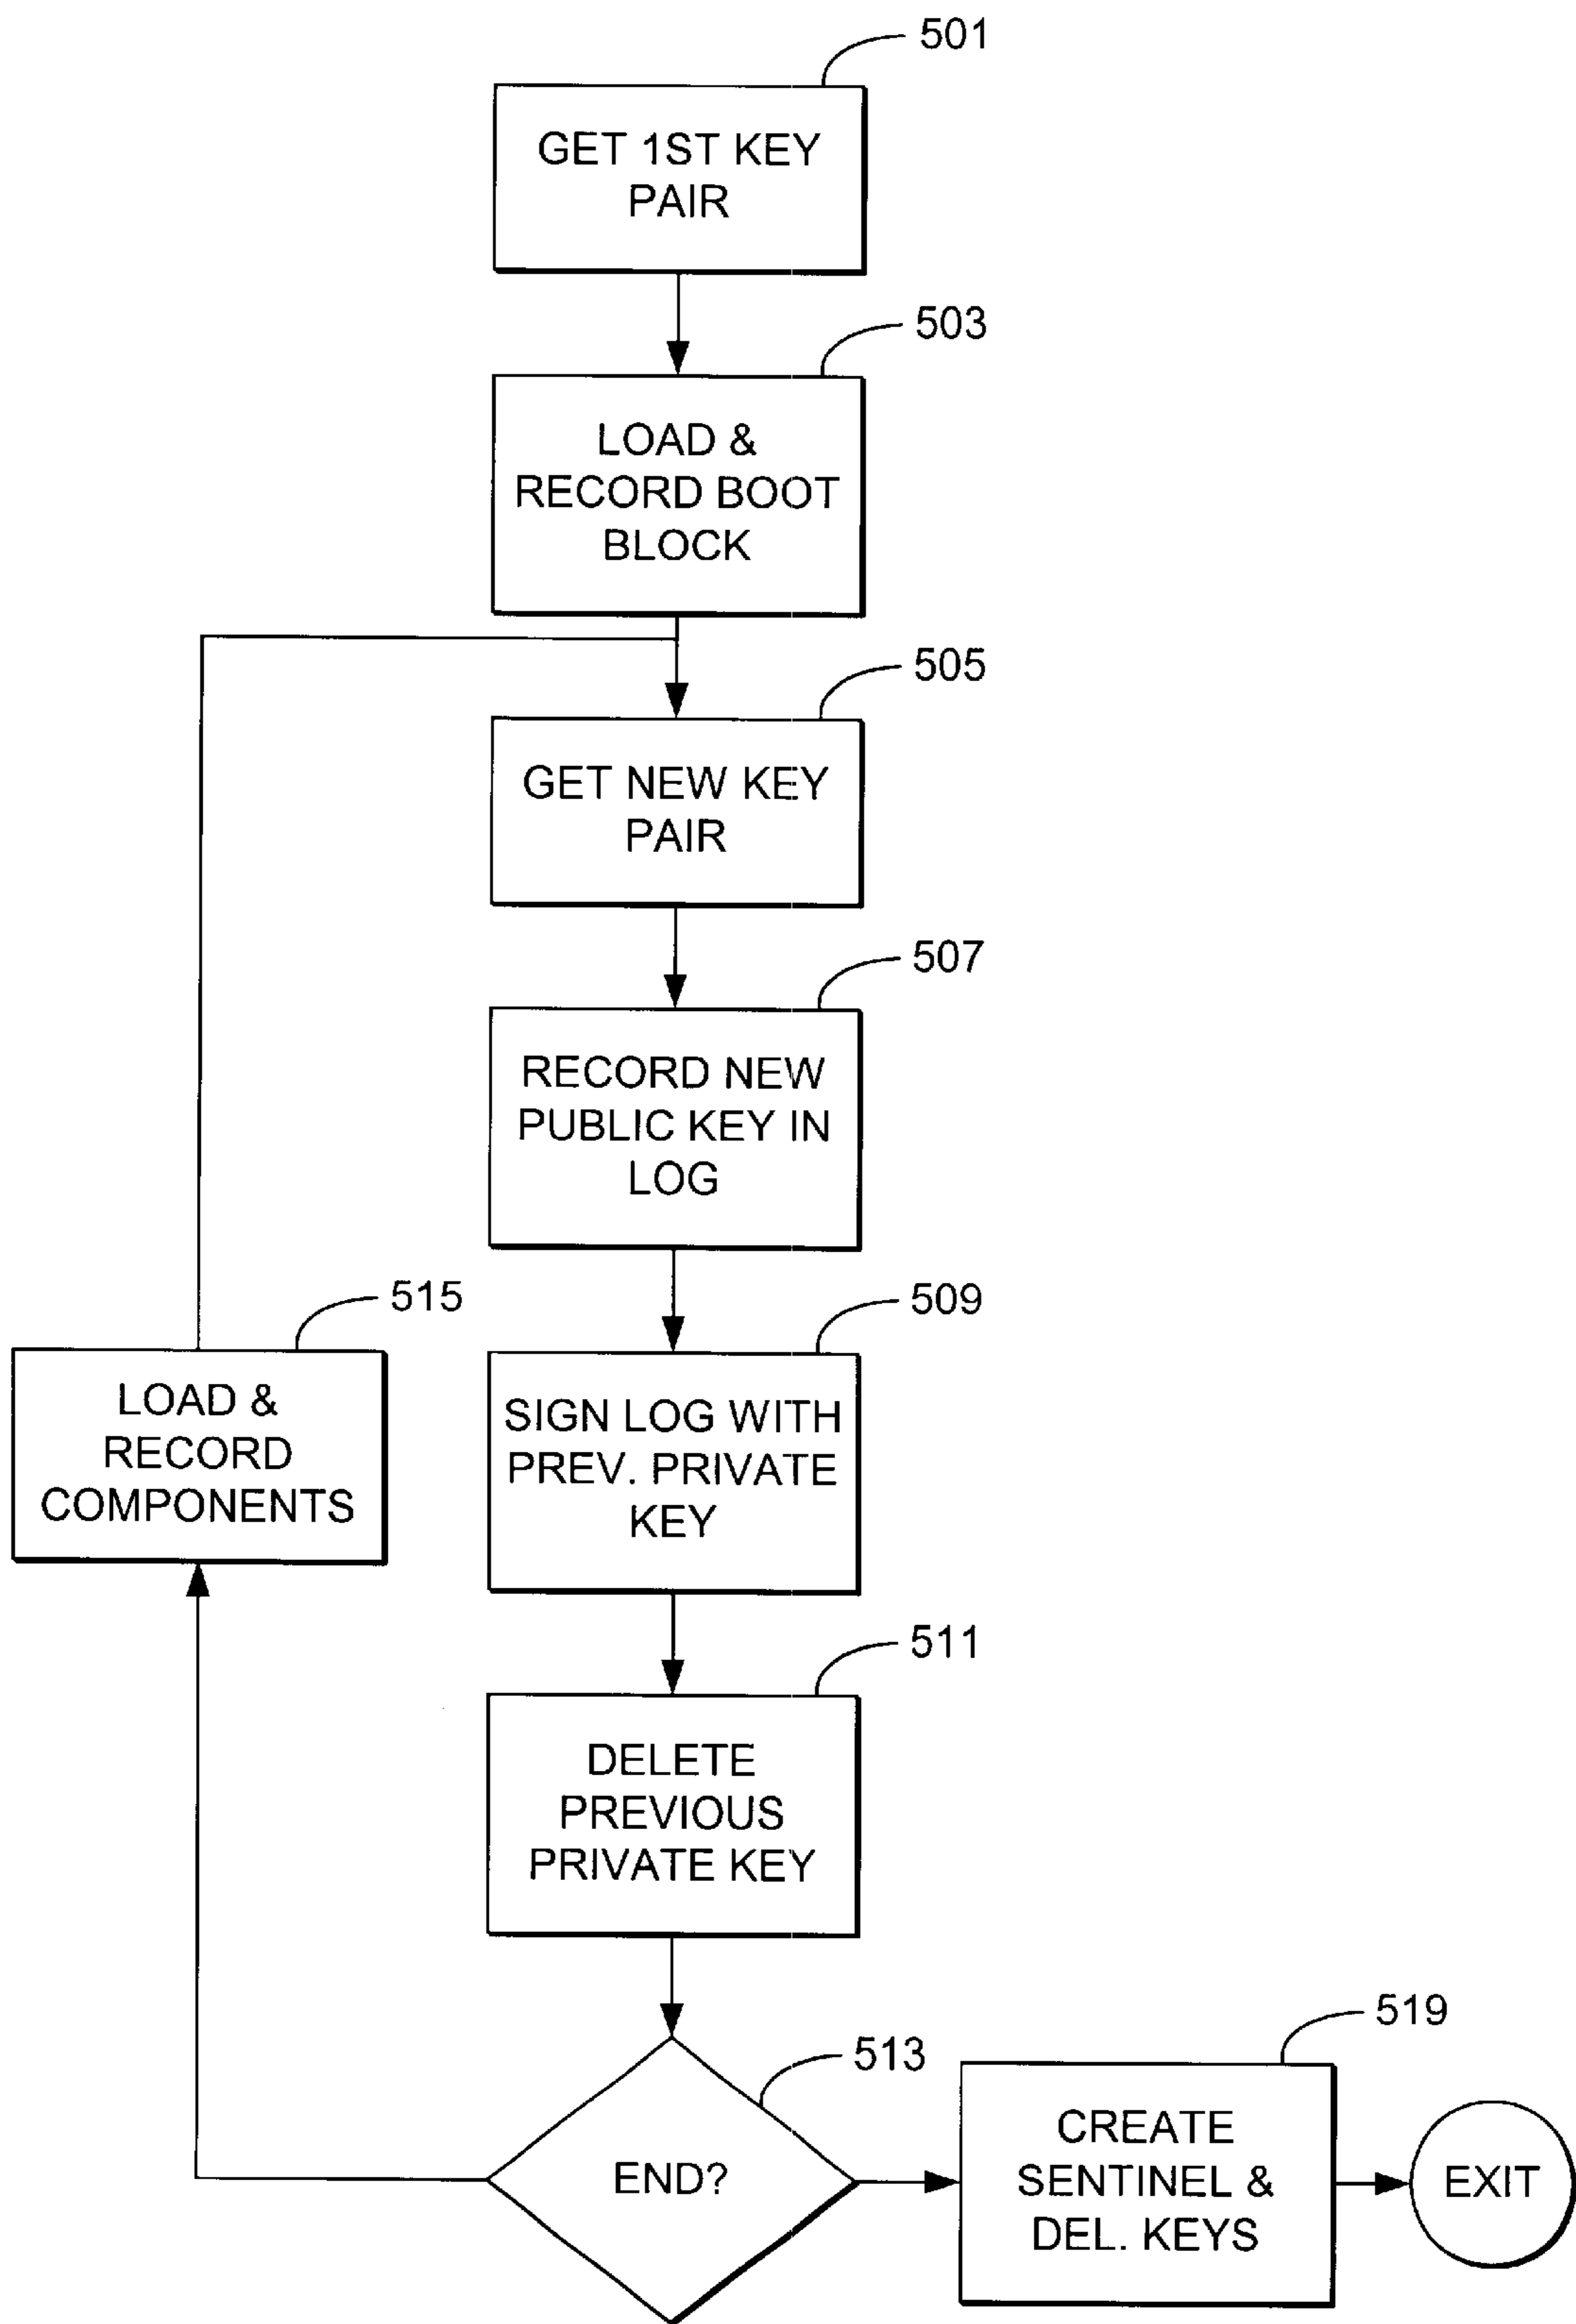 501
GET 1ST KEY
PAIR
503
LOAD &
RECORD BOOT
BLOCK
505
GET NEW KEY
PAIR
507
RECORD NEW
PUBLIC KEY IN
LOG
509
SIGN LOG WITH
PREV. PRIVATE
KEY
515
LOAD &
RECORD
COMPONENTS
511
DELETE
PREVIOUS
PRIVATE KEY
513
END?
519
CREATE
SENTINEL &
DEL. KEYS
EXIT